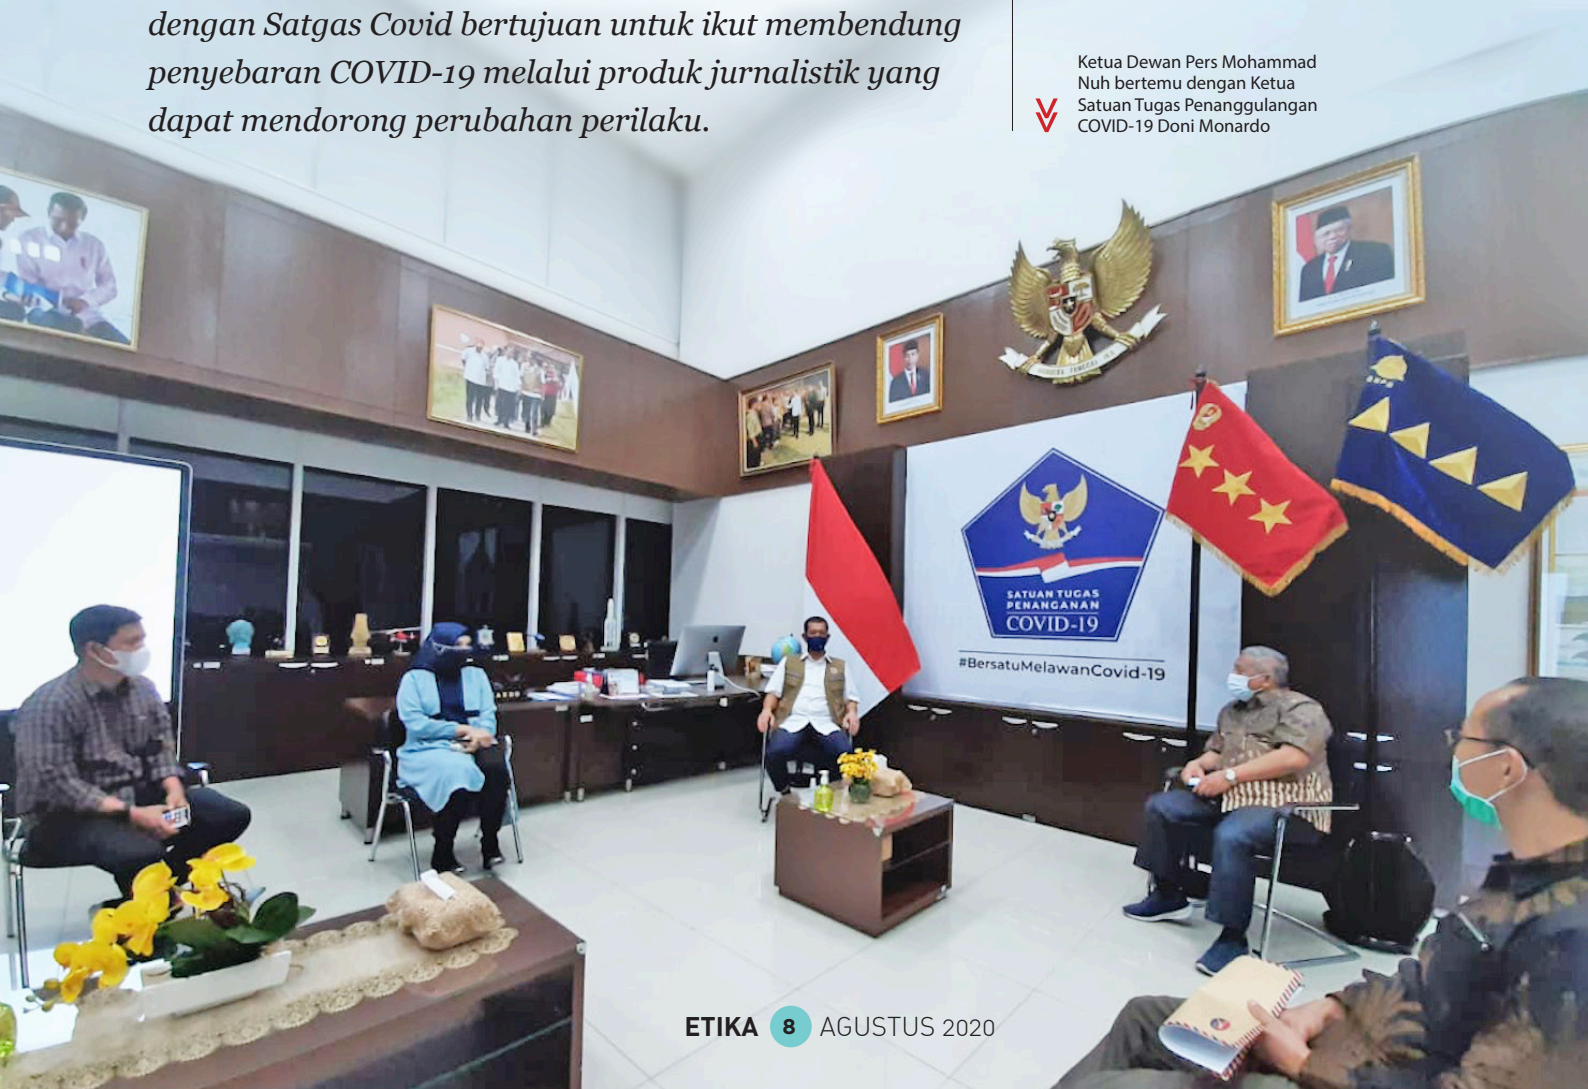 dengan Satgas Covid bertujuan untuk ikut membendung
penyebaran COVID-19 melalui produk jurnalistik yang
dapat mendorong perubahan perilaku.
Ketua Dewan Pers Mohammad
Nuh bertemu dengan Ketua
Satuan Tugas Penanggulangan
COVID-19 Doni Monardo
BNPB
SATUAN TUGAS
PENANGANAN
COVID-19
#BersatuMelawanCovid-19
ETIKA 8 AGUSTUS 2020